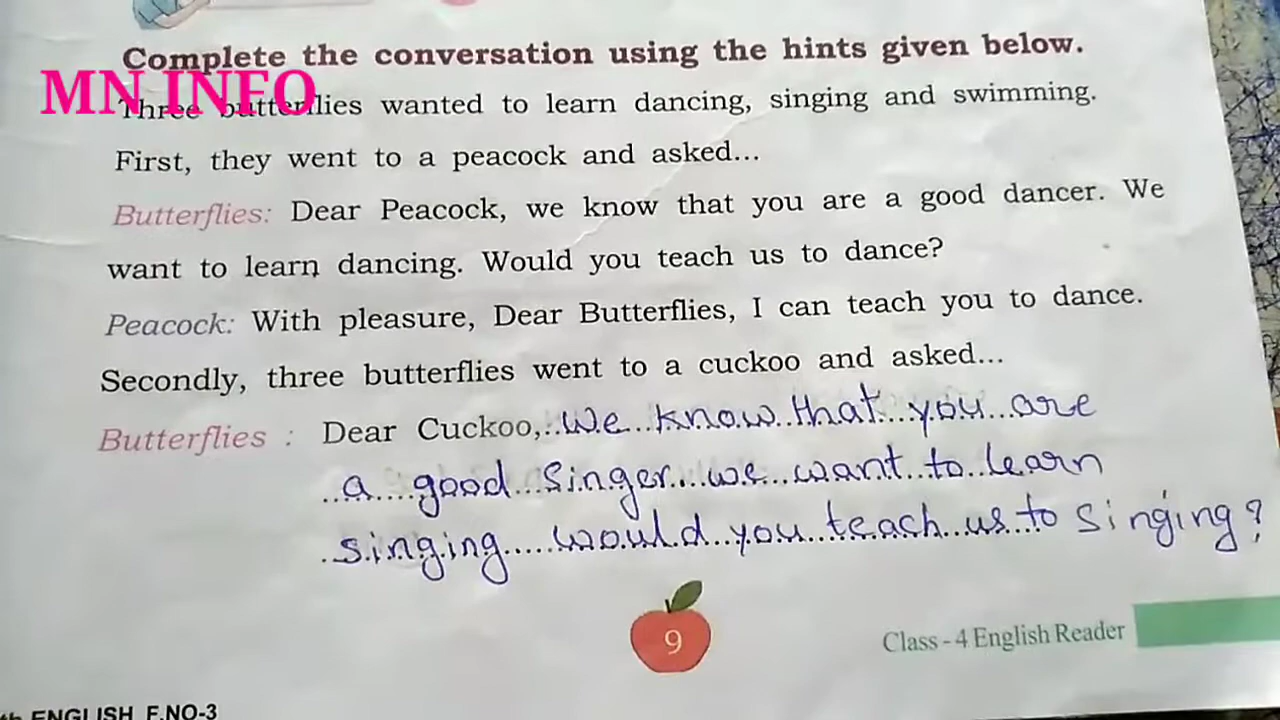 Complete the conversation using the hints given below.
MN INFO
Three butterflies wanted to learn dancing, singing and swimming.
First, they went to a peacock and asked...
Butterflies: Dear Peacock, we know that you are a good dancer. We
want to learn dancing. Would you teach us to dance?
Peacock: With pleasure, Dear Butterflies, I can teach you to dance.
Secondly, three butterflies went to a cuckoo and asked...
Butterflies : Dear Cuckoo,..we...know..that...you...are
..a....good...singer...we...want...to..learn
.singing.....would..you...teach..us..to singing?
9
Class - 4 English Reader
ENGLISH F.NO-3